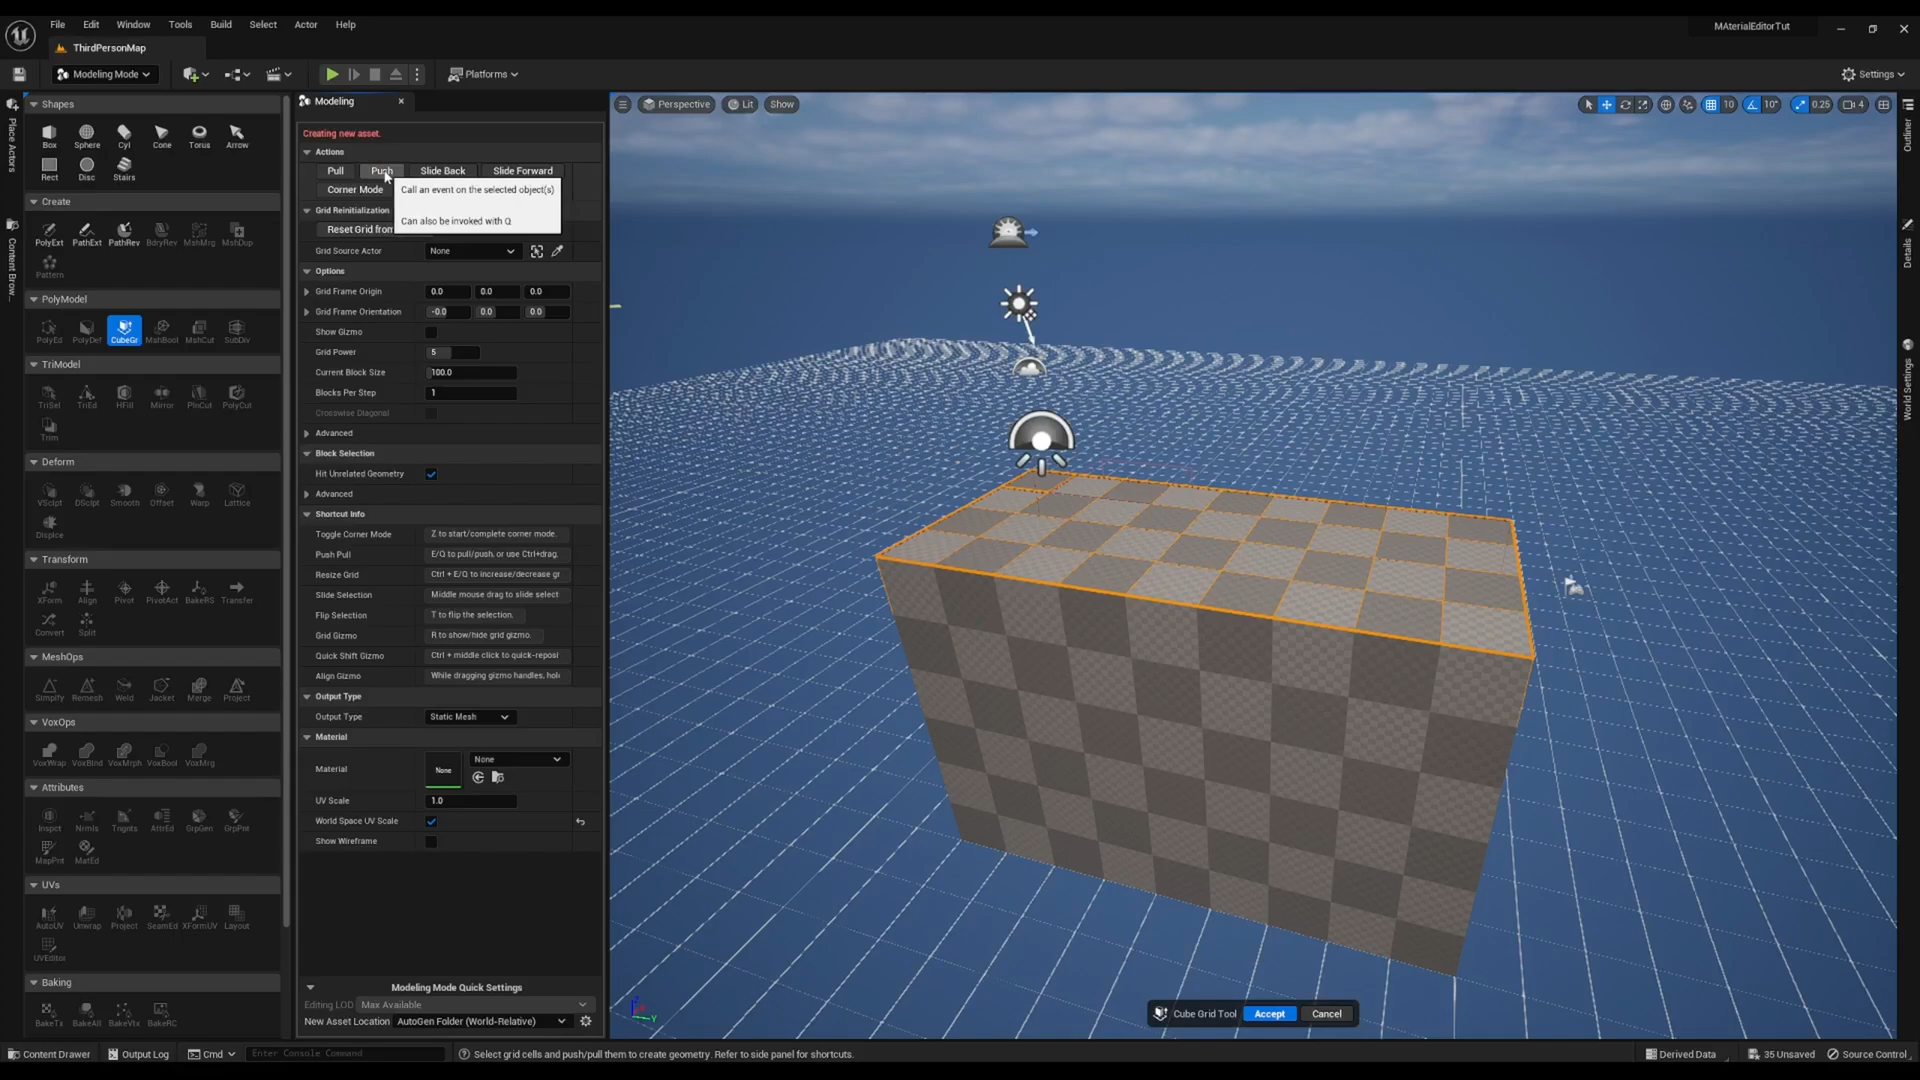 File Edit Window Tools Build Select Actor Help
MAterialEditorTut
ThirdPersonMap
Modeling Mode
Platforms
Settings
Place Actors
Content Brow...
Shapes
Box Sphere Cyl Cone Torus Arrow
Rect Disc Stairs
Create
PolyExt PathExt PathRev BdryRev MshMrg MshDup
Pattern
PolyModel
PolyEd PolyDef CubeGr MshBool MshCut SubDiv
TriModel
TriSel TriEd HFill Mirror PlnCut PolyCut
Trim
Deform
VSclpt DSclpt Smooth Offset Warp Lattice
Displce
Transform
XForm Align Pivot PivotAct BakeRS Transfer
Convert Split
MeshOps
Simplfy Remesh Weld Jacket Merge Project
VoxOps
VoxWrap VoxBlnd VoxMrph VoxBool VoxMrg
Attributes
Inspct Nrmls Tngnts AttrEd GrpGen GrpPnt
MapPnt MatEd
UVs
AutoUV Unwrap Project SeamEd XFormUV Layout
UVEditor
Baking
BakeTx BakeAll BakeVtx BakeRC
Modeling
Creating new asset.
Actions
Pull Push Slide Back Slide Forward
Corner Mode
Call an event on the selected object(s)
Can also be invoked with Q
Grid Reinitialization
Reset Grid from
Grid Source Actor None
Options
Grid Frame Origin 0.0 0.0 0.0
Grid Frame Orientation -0.0 0.0 0.0
Show Gizmo
Grid Power 5
Current Block Size 100.0
Blocks Per Step 1
Crosswise Diagonal
Advanced
Block Selection
Hit Unrelated Geometry
Advanced
Shortcut Info
Toggle Corner Mode Z to start/complete corner mode.
Push Pull E/Q to pull/push, or use Ctrl+drag.
Resize Grid Ctrl + E/Q to increase/decrease gr
Slide Selection Middle mouse drag to slide select
Flip Selection T to flip the selection.
Grid Gizmo R to show/hide grid gizmo.
Quick Shift Gizmo Ctrl + middle click to quick-reposi
Align Gizmo While dragging gizmo handles, hol
Output Type
Output Type Static Mesh
Material
Material None None
UV Scale 1.0
World Space UV Scale
Show Wireframe
Modeling Mode Quick Settings
Editing LOD Max Available
New Asset Location AutoGen Folder (World-Relative)
Perspective Lit Show
10 10° 0.25 4
Z Y
Cube Grid Tool Accept Cancel
Outliner
Details
World Settings
Content Drawer Output Log Cmd Enter Console Command Select grid cells and push/pull them to create geometry. Refer to side panel for shortcuts. Derived Data 35 Unsaved Source Control